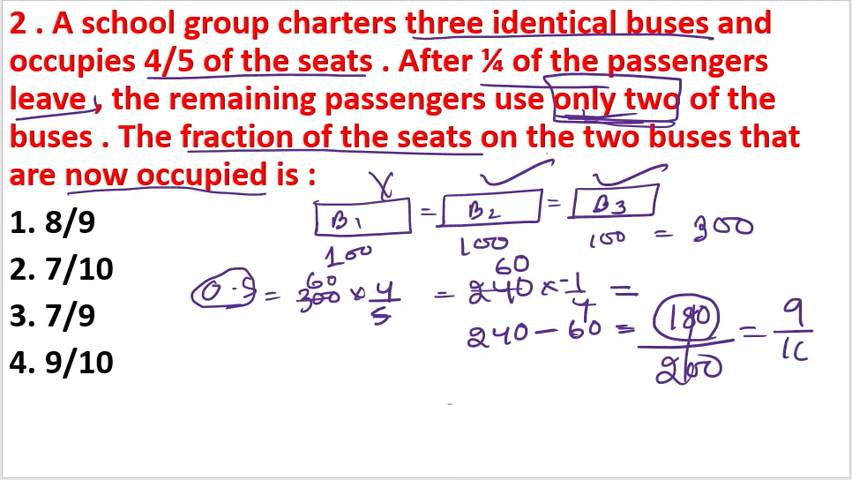 2 . A school group charters three identical buses and
occupies 4/5 of the seats . After ¼ of the passengers
leave , the remaining passengers use only two of the
buses . The fraction of the seats on the two buses that
are now occupied is :
X
1. 8/9
B1 = B2 = B3
100 100 100 = 300
2. 7/10
60 60
O.S = 300 × 4/5 = 240 × 1/4 =
3. 7/9
240 - 60 = 180/200 = 9/10
4. 9/10